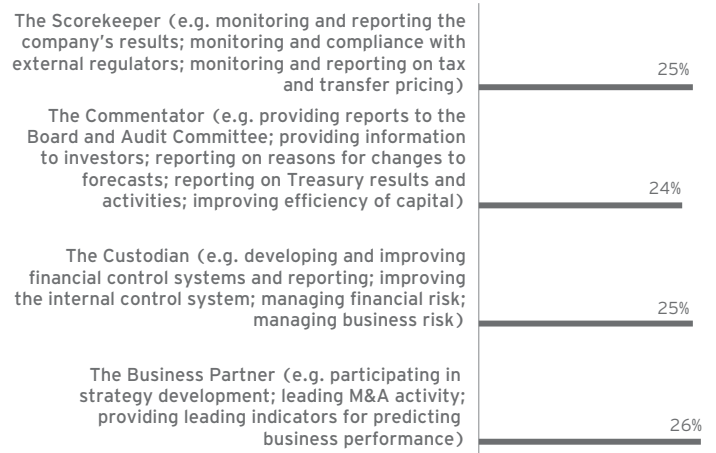 The Scorekeeper (e.g. monitoring and reporting the
company's results; monitoring and compliance with
external regulators; monitoring and reporting on tax
and transfer pricing)
25%
The Commentator (e.g. providing reports to the
Board and Audit Committee; providing information
to investors; reporting on reasons for changes to
forecasts; reporting on Treasury results and
activities; improving efficiency of capital)
24%
The Custodian (e.g. developing and improving
financial control systems and reporting; improving
the internal control system; managing financial risk;
managing business risk)
25%
The Business Partner (e.g. participating in
strategy development; leading M&A activity;
providing leading indicators for predicting
business performance)
26%